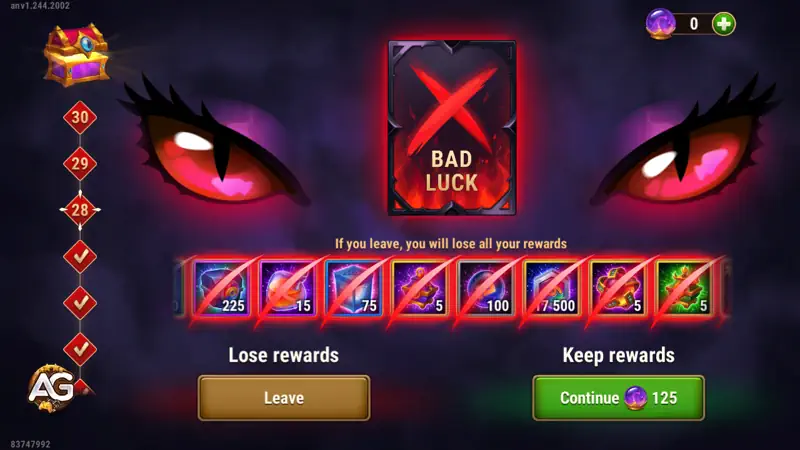 anv1.244.2002
0
30
29
28
BAD
LUCK
If you leave, you will lose all your rewards
225
15
75
5
100
17 500
5
5
Lose rewards
Keep rewards
Leave
Continue 125
AG
83747992